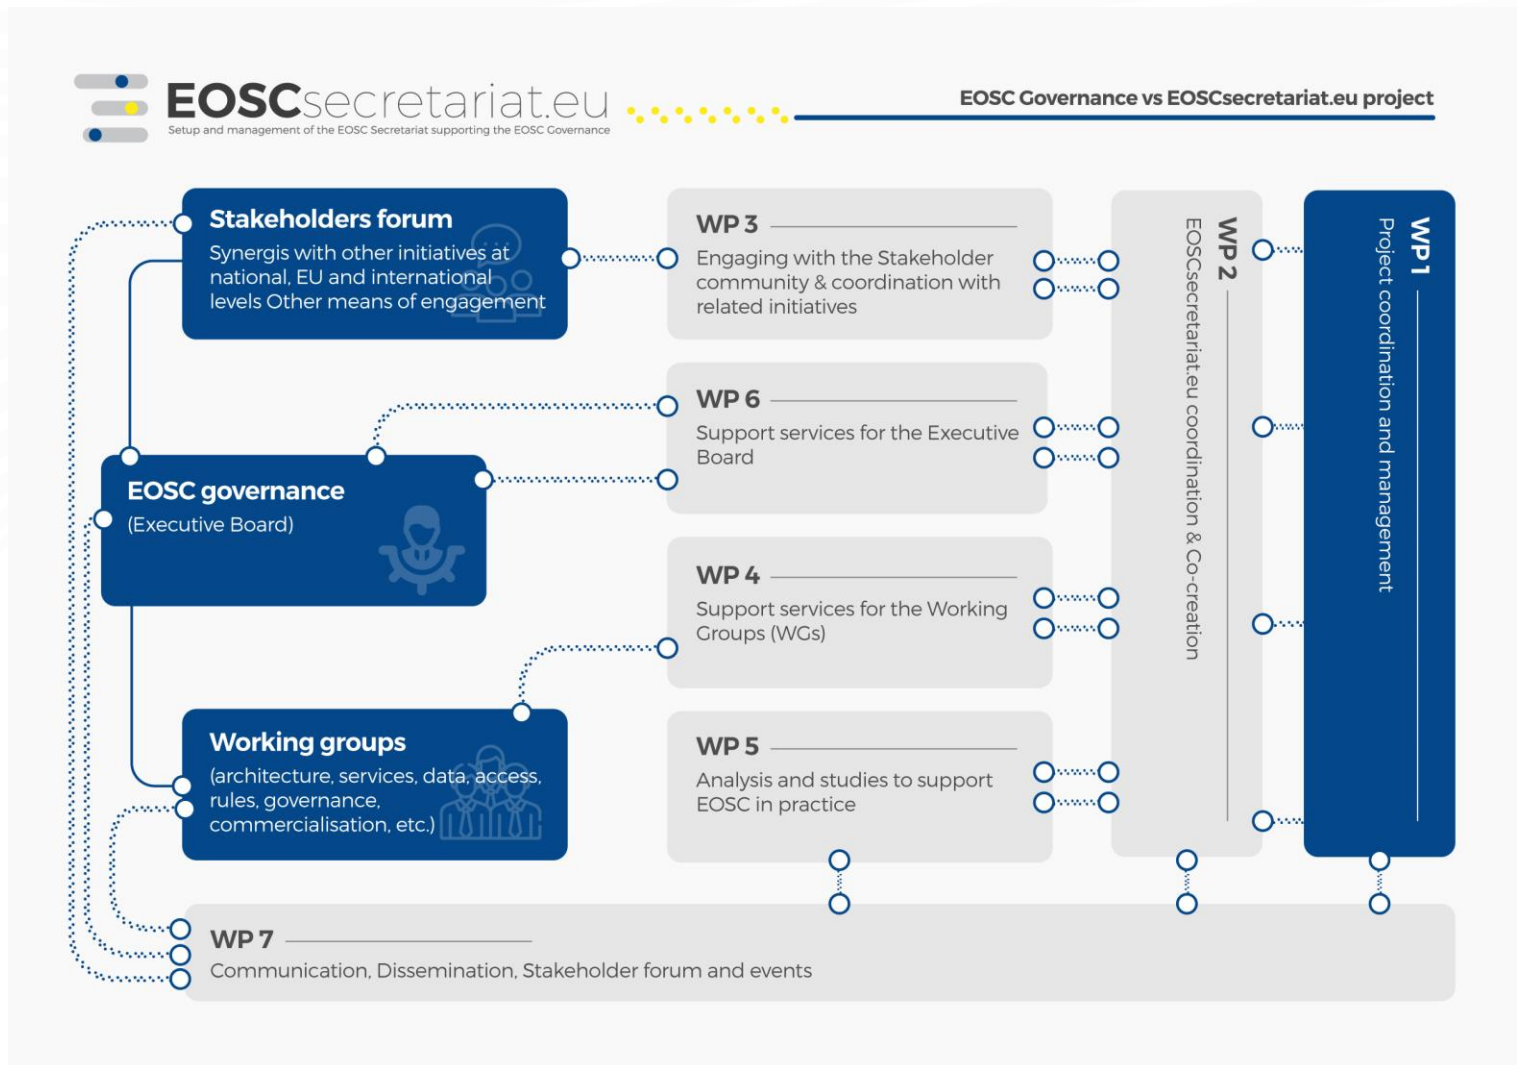 EOSCsecretariat.eu
Setup and management of the EOSC Secretariat supporting the EOSC Governance
EOSC Governance vs EOSCsecretariat.eu project
Stakeholders forum
Synergis with other initiatives at
national, EU and international
levels Other means of engagement
WP 3
Engaging with the Stakeholder
community & coordination with
related initiatives
WP 6
Support services for the Executive
Board
EOSC governance
(Executive Board)
WP 4
Support services for the Working
Groups (WGs)
Working groups
(architecture, services, data, access,
rules, governance,
commercialisation, etc.)
WP 5
Analysis and studies to support
EOSC in practice
WP 2
EOSCsecretariat.eu coordination & Co-creation
WP 1
Project coordination and management
WP 7
Communication, Dissemination, Stakeholder forum and events